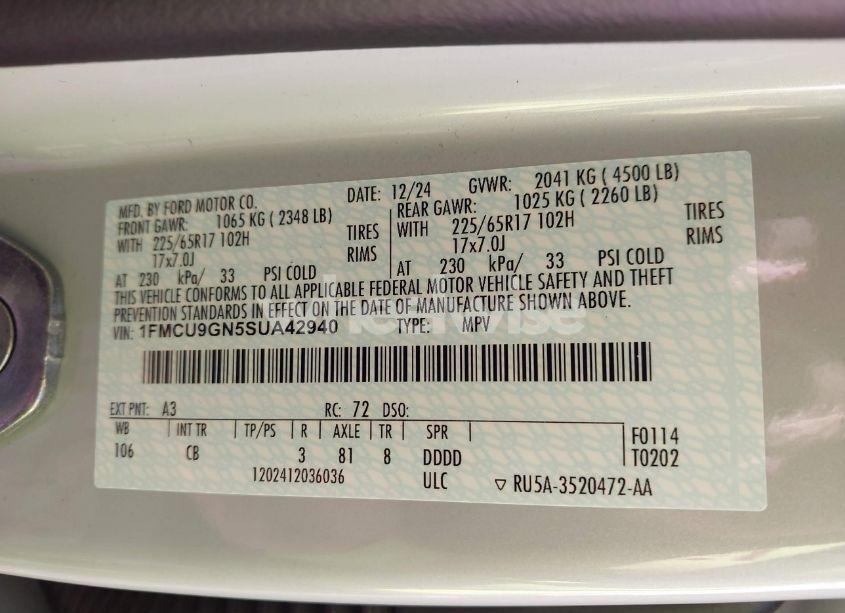 MFD. BY FORD MOTOR CO. DATE: 12/24 GVWR: 2041 KG ( 4500 LB)
FRONT GAWR: 1065 KG ( 2348 LB) REAR GAWR: 1025 KG ( 2260 LB)
WITH 225/65R17 102H TIRES WITH 225/65R17 102H TIRES
17x7.0J RIMS 17x7.0J RIMS
AT 230 kPa/ 33 PSI COLD AT 230 kPa/ 33 PSI COLD
THIS VEHICLE CONFORMS TO ALL APPLICABLE FEDERAL MOTOR VEHICLE SAFETY AND THEFT
PREVENTION STANDARDS IN EFFECT ON THE DATE OF MANUFACTURE SHOWN ABOVE.
VIN: 1FMCU9GN5SUA42940 TYPE: MPV
EXT PNT: A3 RC: 72 DSO:
WB INT TR TP/PS R AXLE TR SPR F0114
106 CB 3 81 8 DDDD T0202
1202412036036 ULC ▽ RU5A-3520472-AA